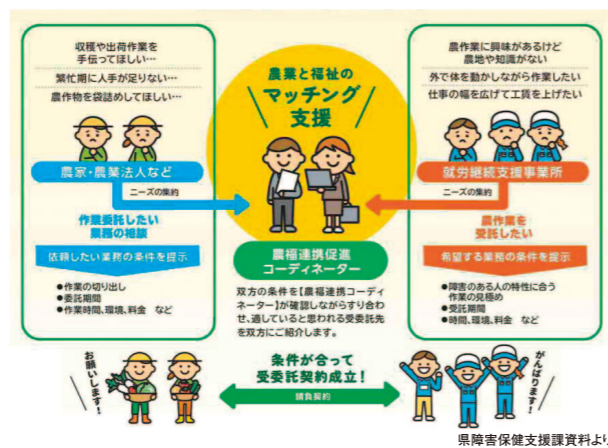 収穫や出荷作業を
手伝ってほしい…
繁忙期に人手が足りない…
農作物を袋詰めしてほしい…
農家・農業法人など
ニーズの集約
作業委託したい
業務の相談
依頼したい業務の条件を提示
●作業の切り出し
●委託期間
●作業時間、環境、料金 など
農業と福祉の
マッチング
支援
農福連携促進
コーディネーター
双方の条件を【農福連携コーディ
ネーター】が確認しながらすり合わ
せ、適していると思われる受委託先
を双方にご紹介します。
農作業に興味があるけど
農地や知識がない
外で体を動かしながら作業したい
仕事の幅を広げて工賃を上げたい
就労継続支援事業所
ニーズの集約
農作業を
受託したい
希望する業務の条件を提示
●障害のある人の特性に合う
作業の見極め
●受託期間
●時間、環境、料金 など
お願いします!
条件が合って
受委託契約成立!
請負契約
がんばります!
県障害保健支援課資料より